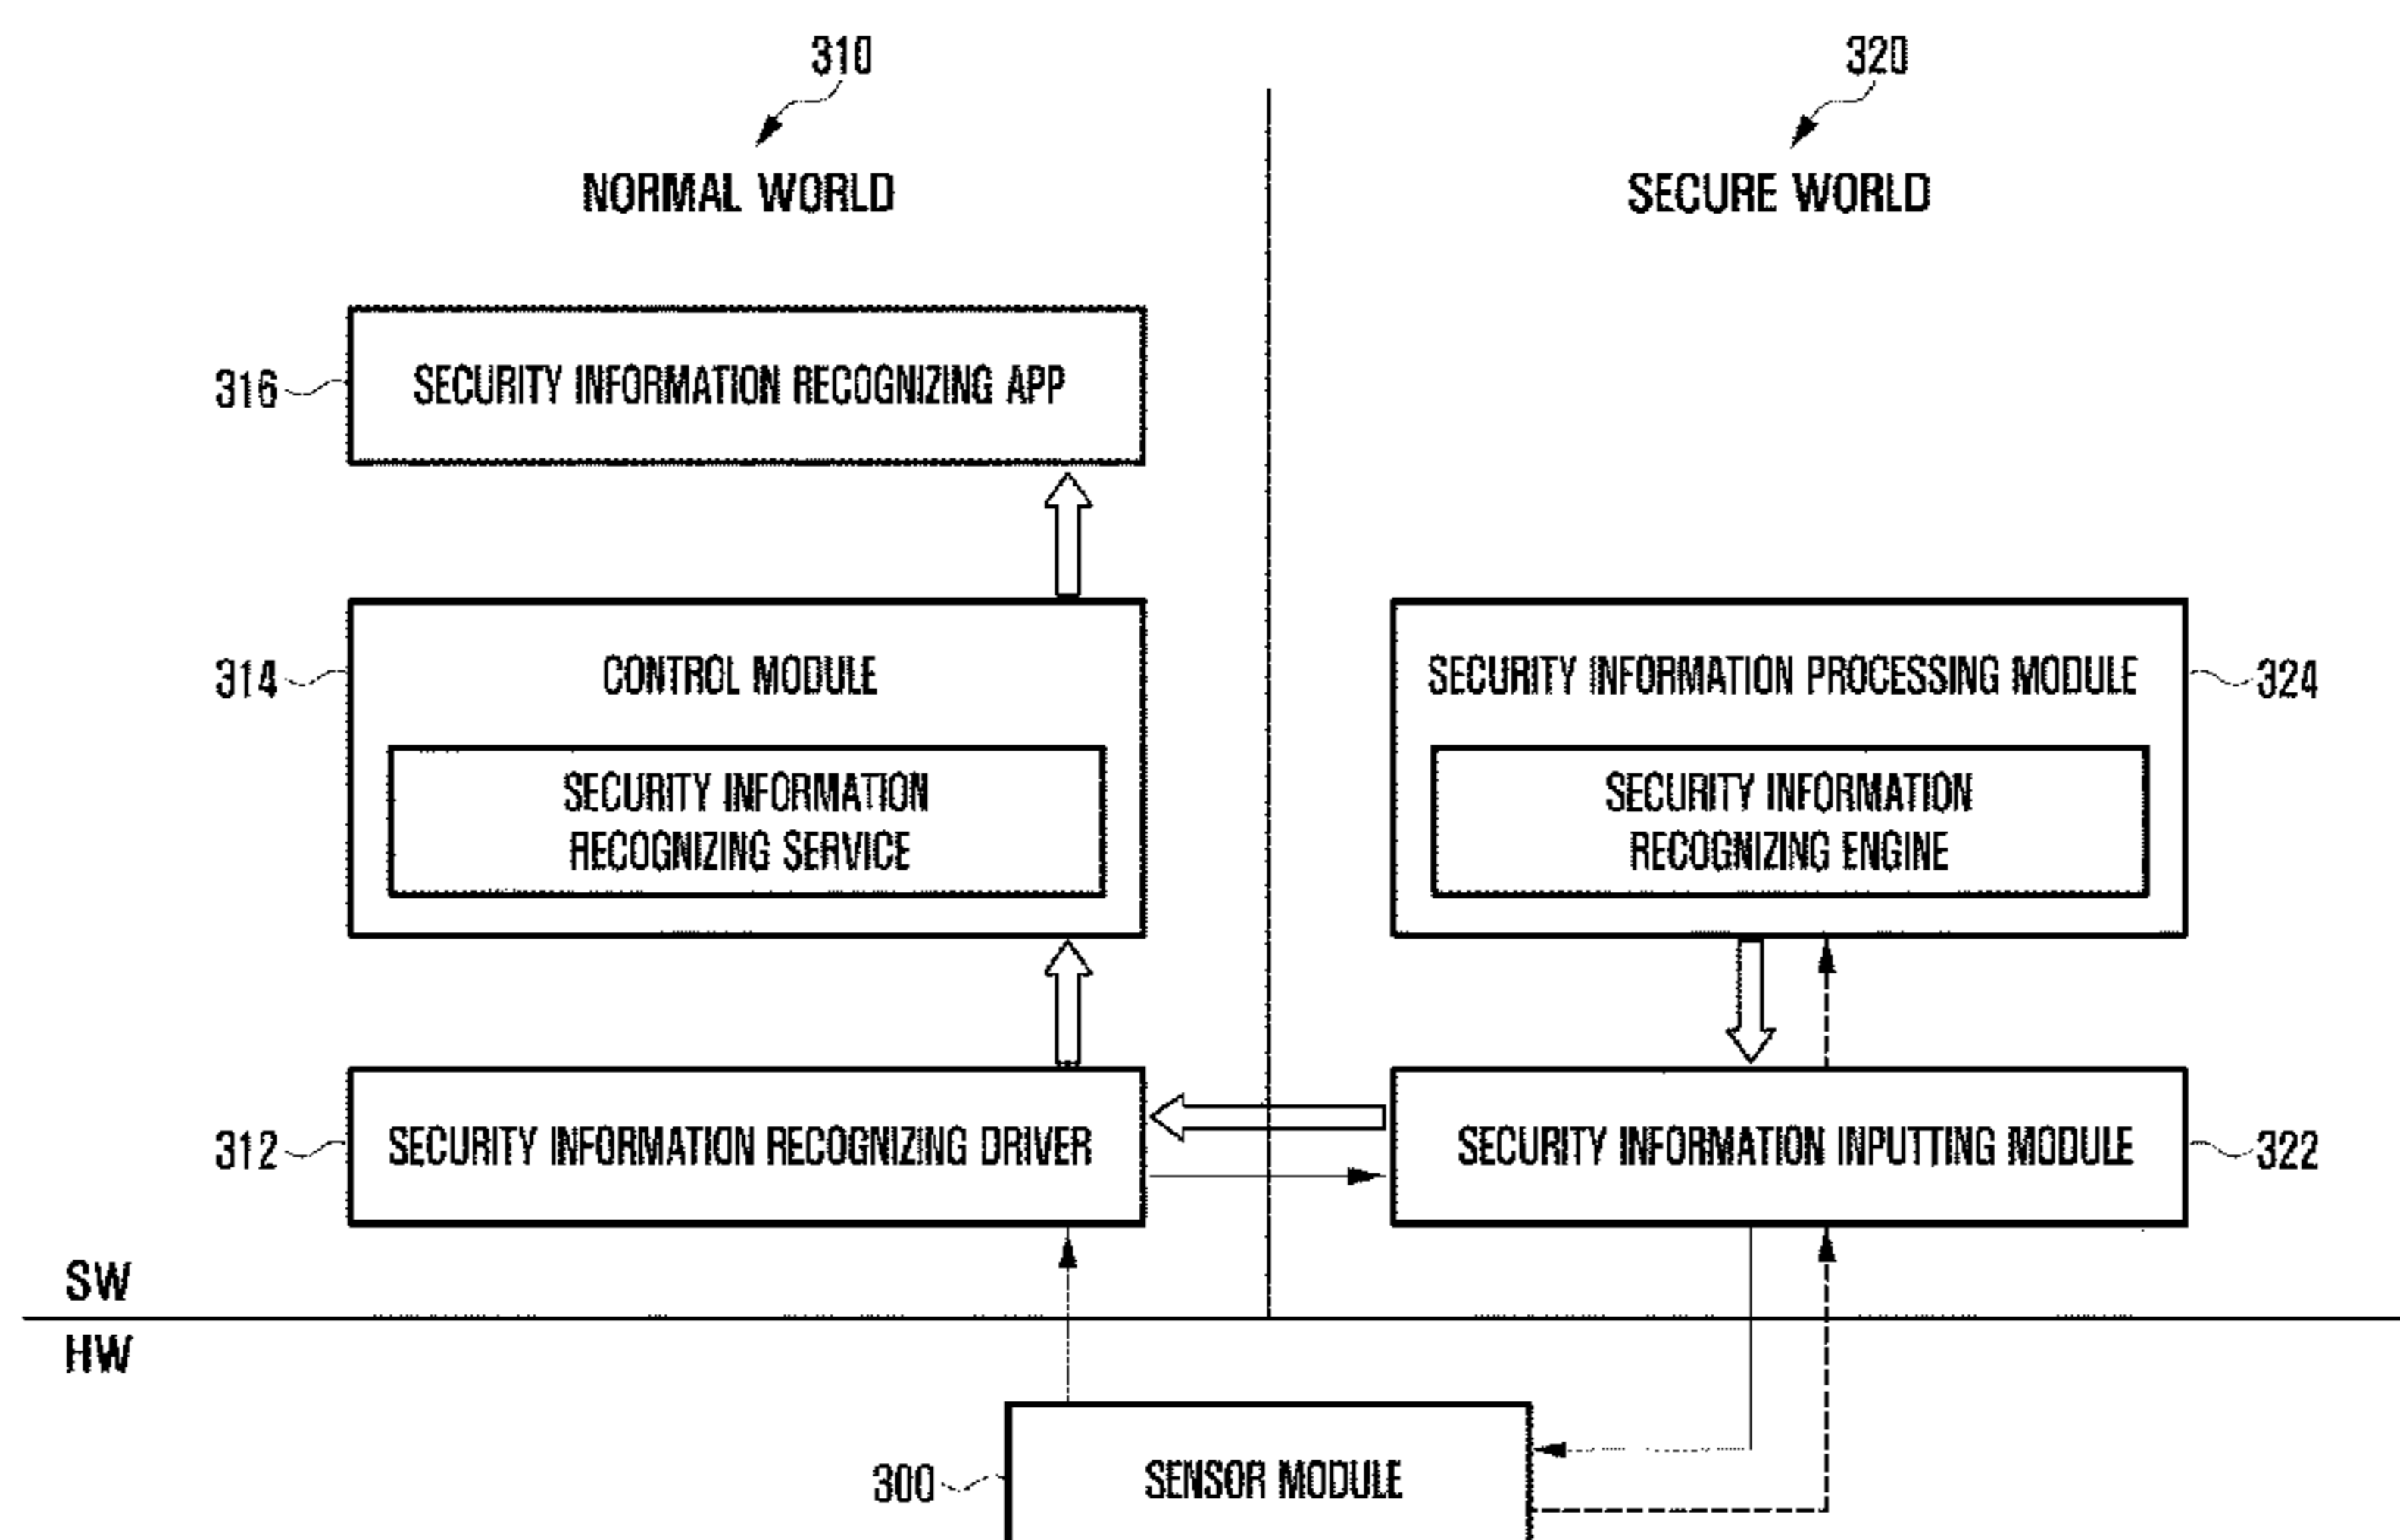 310
320
NORMAL WORLD
SECURE WORLD
316
SECURITY INFORMATION RECOGNIZING APP
314
CONTROL MODULE
SECURITY INFORMATION
RECOGNIZING SERVICE
SECURITY INFORMATION PROCESSING MODULE
324
SECURITY INFORMATION
RECOGNIZING ENGINE
312
SECURITY INFORMATION RECOGNIZING DRIVER
SECURITY INFORMATION INPUTTING MODULE
322
SW
HW
300
SENSOR MODULE